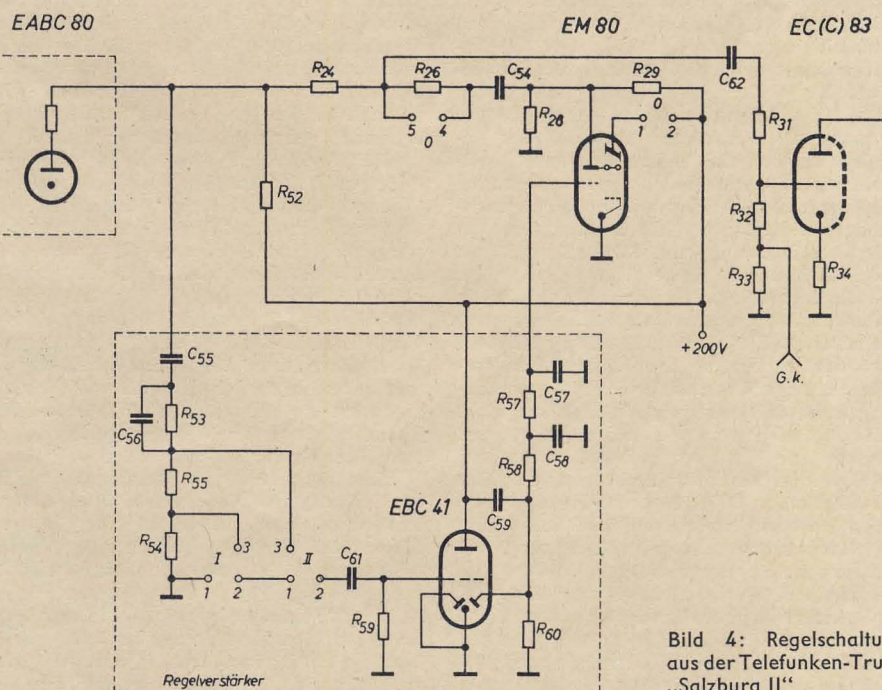 EABC 80
EM 80
EC(C) 83
R24
R26
C54
R29
C62
5 0 4
R28
0
1 2
R31
R52
R32
R33
R34
+200V
G.k.
C55
R53
C56
R57
C57
R55
R58
C58
EBC 41
C59
R54
I
3 3
II
C61
1 2 1 2
R59
R60
Regelverstärker
Bild 4: Regelschaltu
aus der Telefunken-Tru
„Salzburg II“